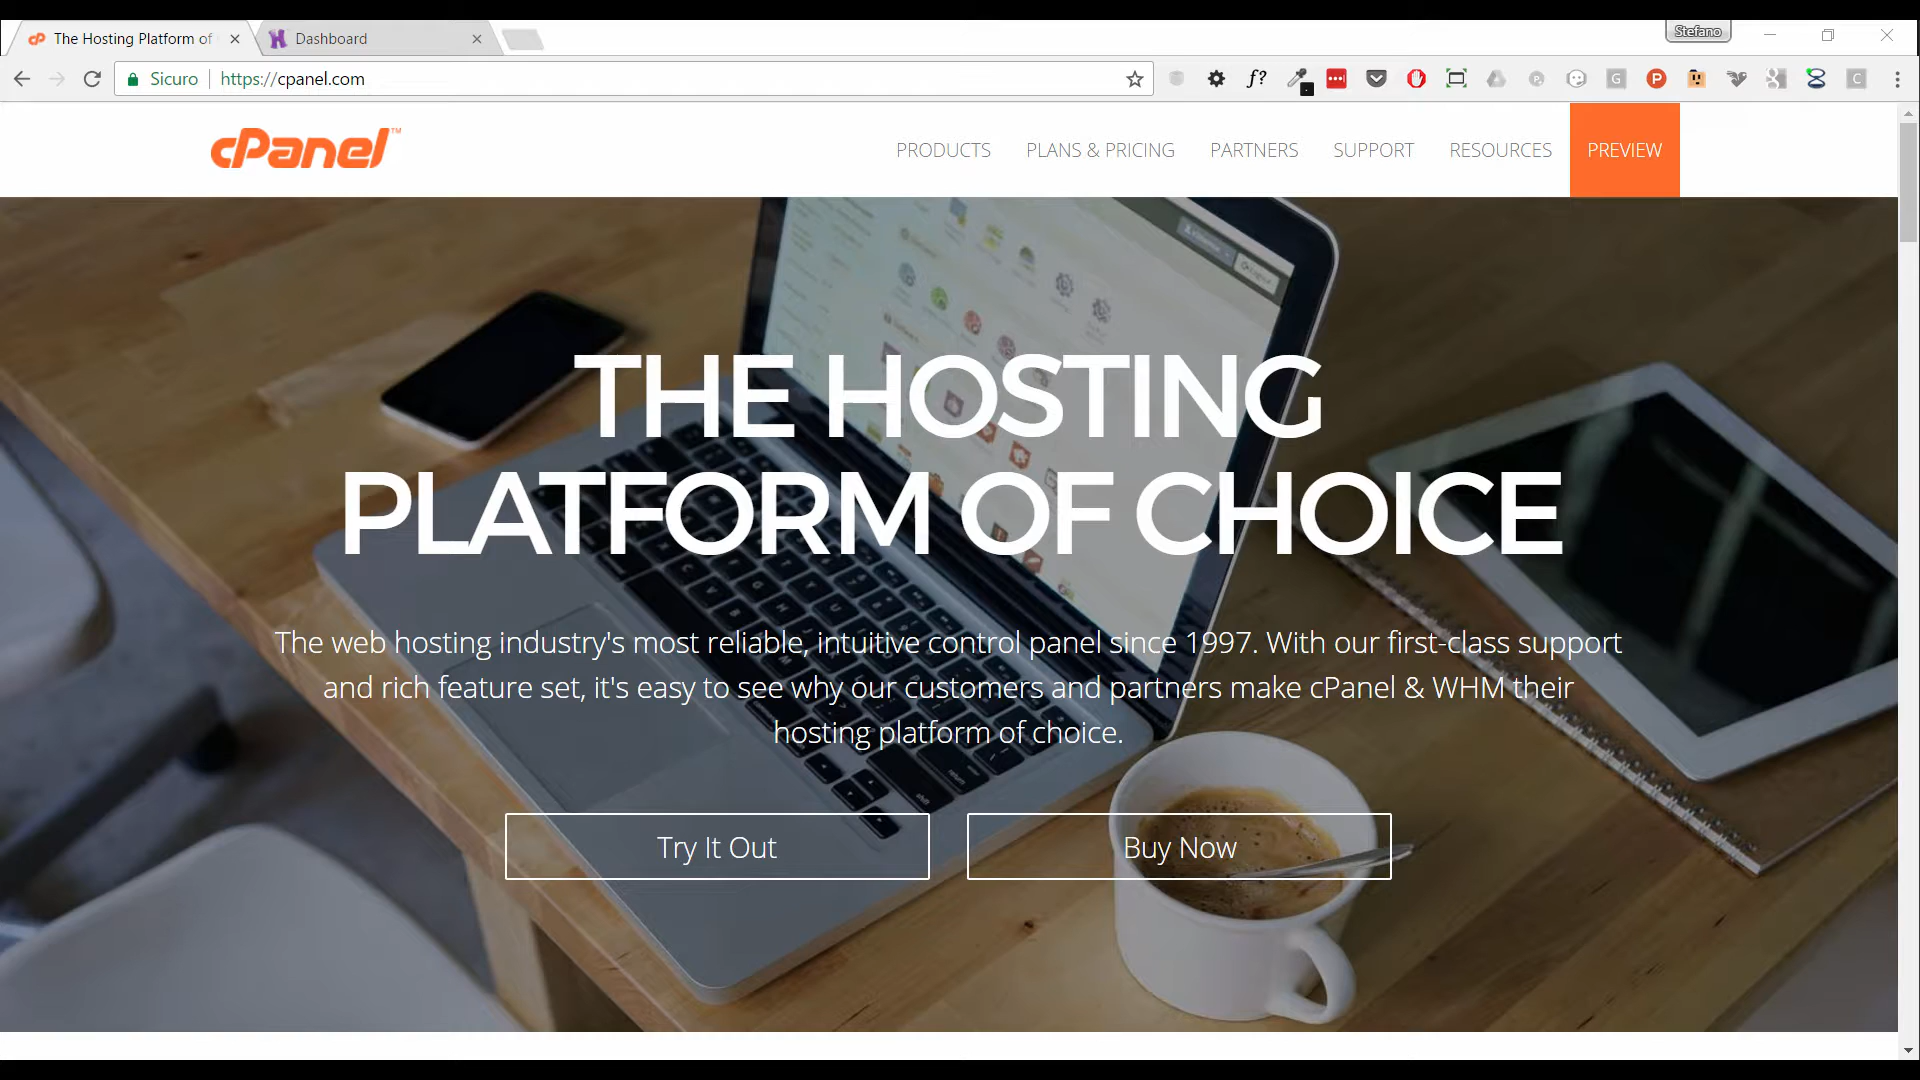 The Hosting Platform of
Dashboard
Stefano
Sicuro
https://cpanel.com
cPanel™
PRODUCTS
PLANS & PRICING
PARTNERS
SUPPORT
RESOURCES
PREVIEW
THE HOSTING
PLATFORM OF CHOICE
The web hosting industry's most reliable, intuitive control panel since 1997. With our first-class support
and rich feature set, it's easy to see why our customers and partners make cPanel & WHM their
hosting platform of choice.
Try It Out
Buy Now